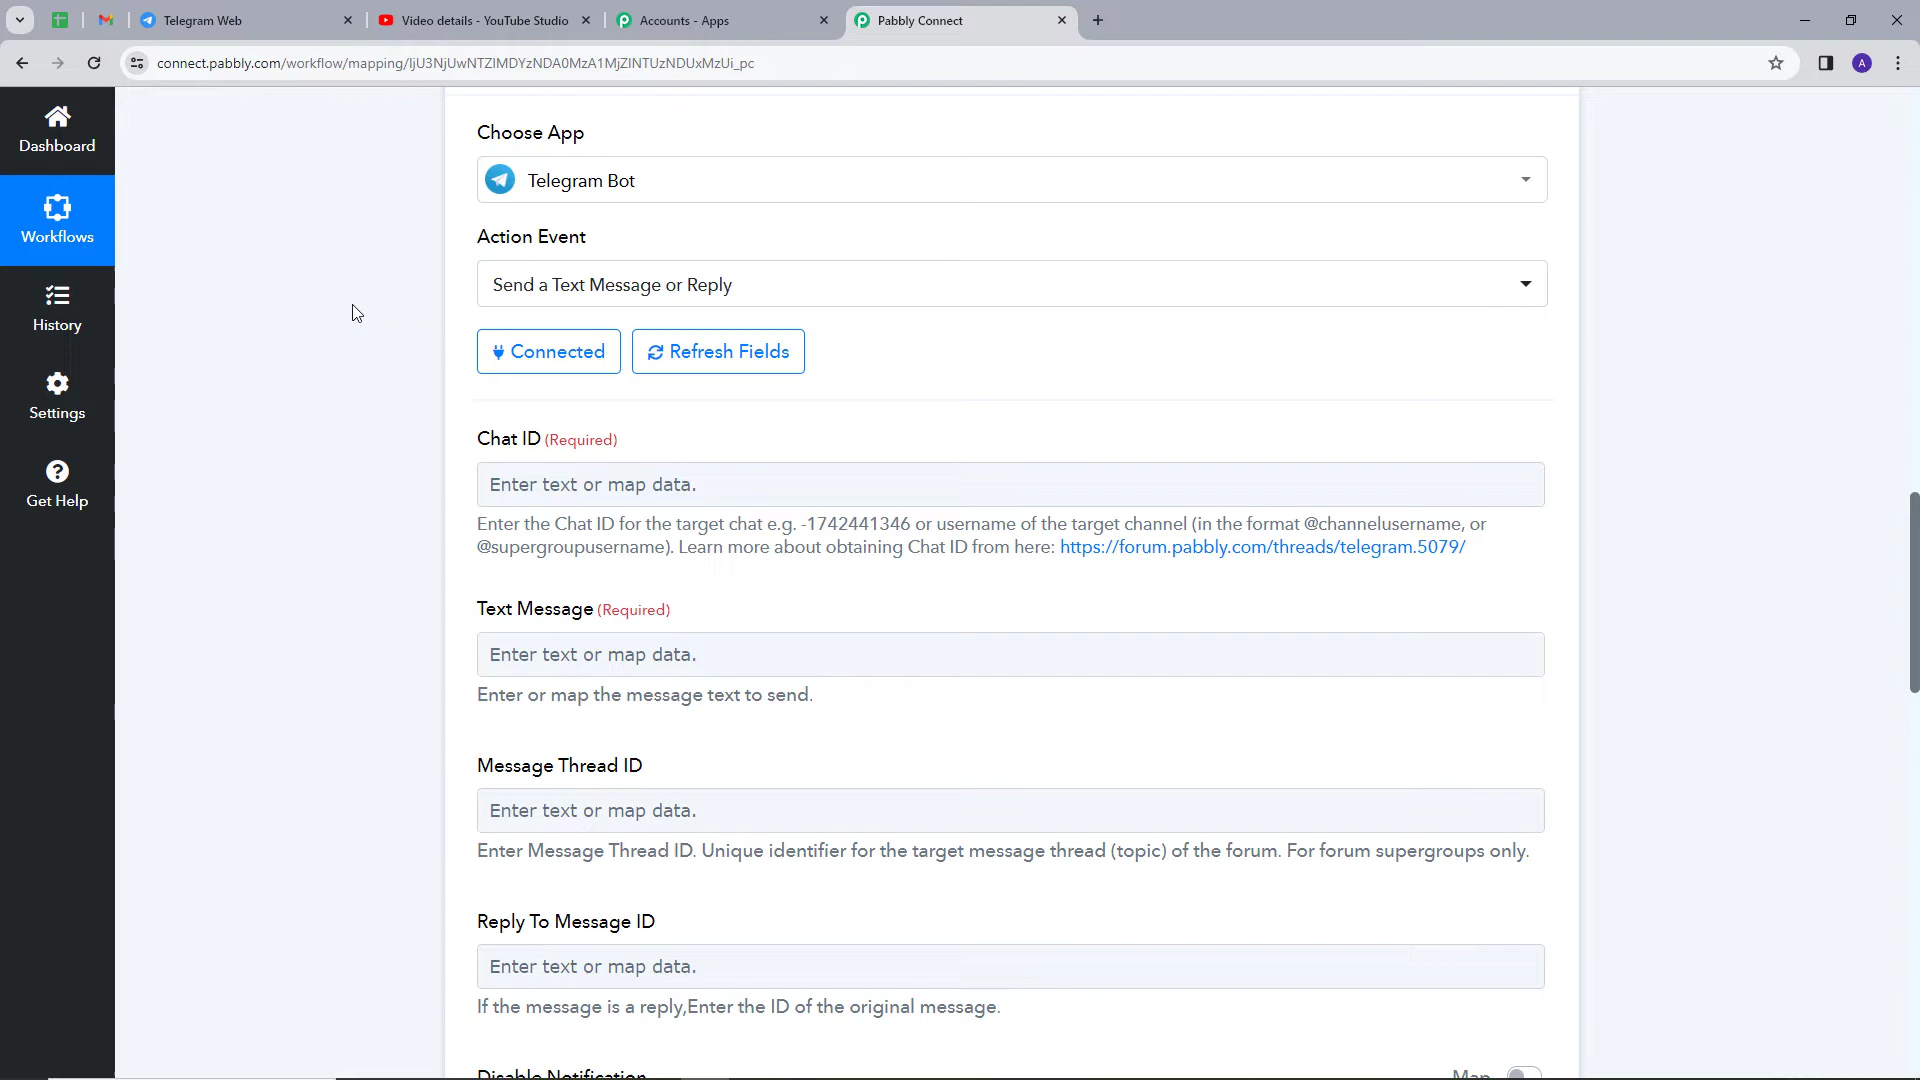 Telegram Web
Video details - YouTube Studio
Accounts - Apps
Pabbly Connect
A
Dashboard
Workflows
History
Settings
Get Help
Choose App
Telegram Bot
Action Event
Send a Text Message or Reply
Connected
Refresh Fields
Chat ID (Required)
Enter text or map data.
Enter the Chat ID for the target chat e.g. -1742441346 or username of the target channel (in the format @channelusername, or
@supergroupusername). Learn more about obtaining Chat ID from here: https://forum.pabbly.com/threads/telegram.5079/
Text Message (Required)
Enter text or map data.
Enter or map the message text to send.
Message Thread ID
Enter text or map data.
Enter Message Thread ID. Unique identifier for the target message thread (topic) of the forum. For forum supergroups only.
Reply To Message ID
Enter text or map data.
If the message is a reply,Enter the ID of the original message.
Disable Notification
Map